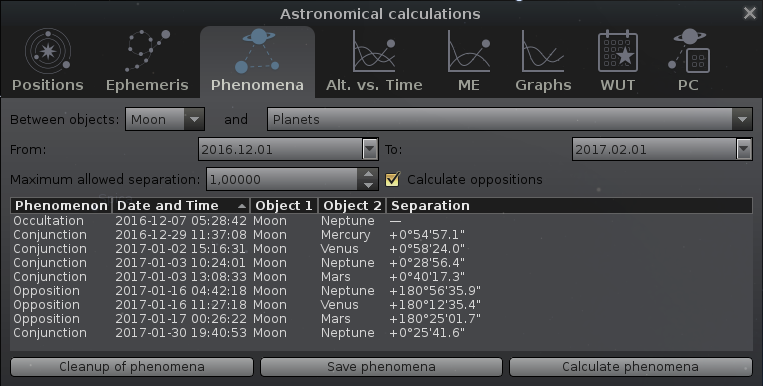 Astronomical calculations
Positions Ephemeris Phenomena Alt. vs. Time ME Graphs WUT PC
Between objects: Moon and Planets
From: 2016.12.01 To: 2017.02.01
Maximum allowed separation: 1,00000 Calculate oppositions
Phenomenon Date and Time Object 1 Object 2 Separation
Occultation 2016-12-07 05:28:42 Moon Neptune —
Conjunction 2016-12-29 11:37:08 Moon Mercury +0°54'57.1"
Conjunction 2017-01-02 15:16:31 Moon Venus +0°58'24.0"
Conjunction 2017-01-03 10:24:01 Moon Neptune +0°28'56.4"
Conjunction 2017-01-03 13:08:33 Moon Mars +0°40'17.3"
Opposition 2017-01-16 04:42:18 Moon Neptune +180°56'35.9"
Opposition 2017-01-16 11:27:18 Moon Venus +180°12'35.4"
Opposition 2017-01-17 00:26:22 Moon Mars +180°25'01.7"
Conjunction 2017-01-30 19:40:53 Moon Neptune +0°25'41.6"
Cleanup of phenomena Save phenomena Calculate phenomena